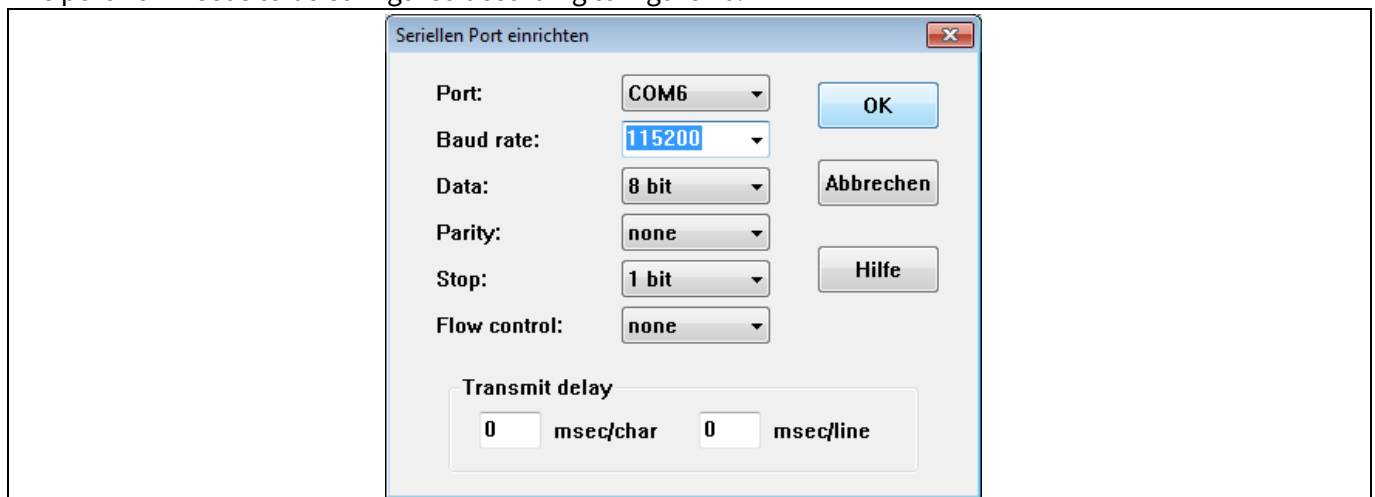 Seriellen Port einrichten
Port: COM6
OK
Baud rate: 115200
Data: 8 bit
Abbrechen
Parity: none
Hilfe
Stop: 1 bit
Flow control: none
Transmit delay
0 msec/char 0 msec/line